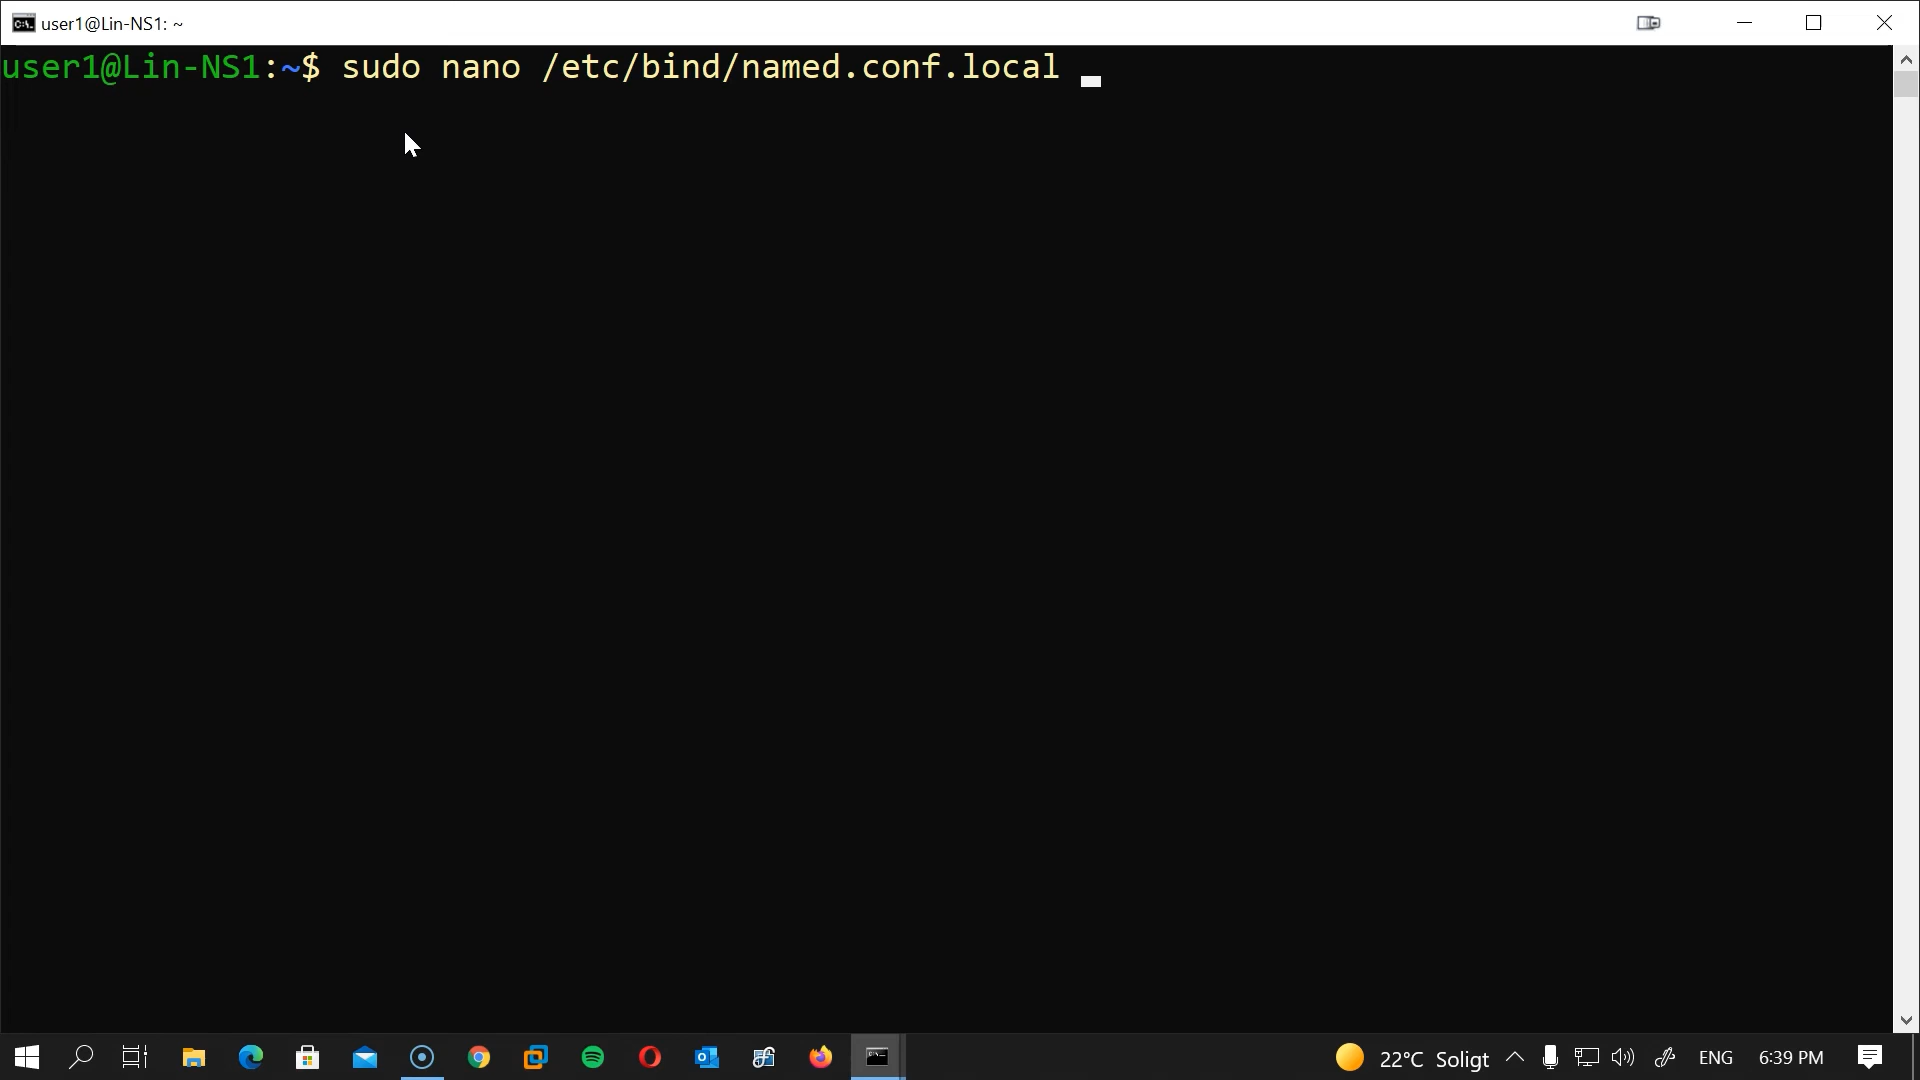 user1@Lin-NS1: ~
user1@Lin-NS1:~$ sudo nano /etc/bind/named.conf.local
22°C Soligt
ENG
6:39 PM